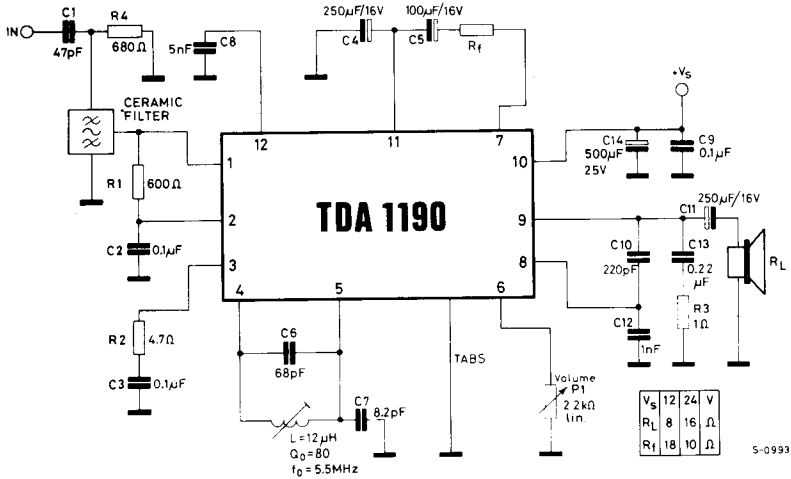 C1
IN
47pF
R4
680Ω
5nF
C8
250µF/16V
C4
100µF/16V
C5
Rf
+Vs
CERAMIC
FILTER
12
11
7
1
10
C14
500µF
25V
C9
0.1µF
R1
600Ω
2
TDA 1190
9
C11
250µF/16V
C2
0.1µF
3
8
C10
220pF
C13
0.22
µF
RL
R2
4.7Ω
4
5
6
C6
68pF
TABS
C12
1nF
R3
1Ω
C3
0.1µF
C7
8.2pF
Volume
P1
2.2kΩ
lin.
L=12µH
Q0=80
f0=5.5MHz
Vs 12 24 V
RL 8 16 Ω
Rf 18 10 Ω
S-0993